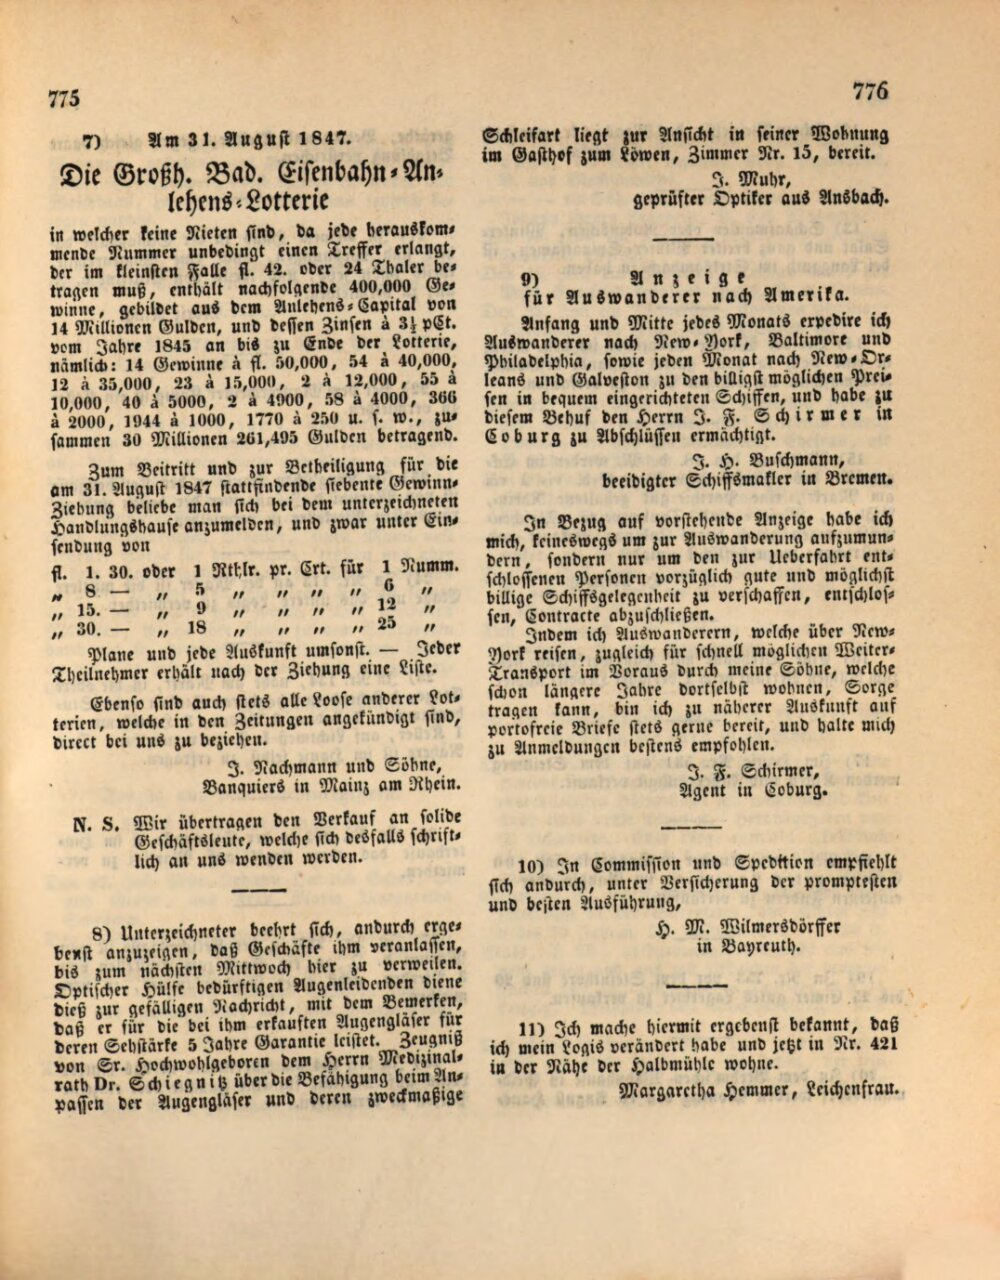 775
7) Am 31. August 1847.
Die Großh. Bad. Eisenbahn-An-
lehens-Lotterie
in welcher keine Nieten sind, da jede herauskom-
mende Nummer unbedingt einen Treffer erlangt,
der im kleinsten Falle fl. 42. oder 24 Thaler be-
tragen muß, enthält nachfolgende 400,000 Ge-
winne, gebildet aus dem Anlehens-Capital von
14 Millionen Gulden, und dessen Zinsen à 3½ pCt.
vom Jahre 1845 an bis zu Ende der Lotterie,
nämlich: 14 Gewinne à fl. 50,000, 54 à 40,000,
12 à 35,000, 23 à 15,000, 2 à 12,000, 55 à
10,000, 40 à 5000, 2 à 4900, 58 à 4000, 366
à 2000, 1944 à 1000, 1770 à 250 u. s. w., zu-
sammen 30 Millionen 261,495 Gulden betragend.
Zum Beitritt und zur Betheiligung für die
am 31. August 1847 stattfindende siebente Gewinn-
Ziehung beliebe man sich bei dem unterzeichneten
Handlungshause anzumelden, und zwar unter Ein-
sendung von
fl. 1. 30. oder 1 Rthlr. pr. Crt. für 1 Numm.
„ 8 — „ 5 „ „ „ „ 6 „
„ 15. — „ 9 „ „ „ „ 12 „
„ 30. — „ 18 „ „ „ „ 25 „
Plane und jede Auskunft umsonst. — Jeder
Theilnehmer erhält nach der Ziehung eine Liste.
Ebenso sind auch stets alle Loose anderer Lot-
terien, welche in den Zeitungen angekündigt sind,
direct bei uns zu beziehen.
J. Nachmann und Söhne,
Banquiers in Mainz am Rhein.
N. S. Wir übertragen den Verkauf an solide
Geschäftsleute, welche sich desfalls schrift-
lich an uns wenden werden.
8) Unterzeichneter beehrt sich, andurch erge-
benst anzuzeigen, daß Geschäfte ihm veranlassen,
bis zum nächsten Mittwoch hier zu verweilen.
Optischer Hülfe bedürftigen Augenleidenden diene
dieß zur gefälligen Nachricht, mit dem Bemerken,
daß er für die bei ihm erkauften Augengläser für
deren Sehstärke 5 Jahre Garantie leistet. Zeugniß
von Sr. Hochwohlgeboren dem Herrn Medizinal-
rath Dr. Schiegnitz über die Befähigung beim An-
passen der Augengläser und deren zweckmaßige
776
Schleifart liegt zur Ansicht in seiner Wohnung
im Gasthof zum Löwen, Zimmer Nr. 15, bereit.
J. Muhr,
geprüfter Optiker aus Ansbach.
9) Anzeige
für Auswanderer nach Amerika.
Anfang und Mitte jedes Monats expedire ich
Auswanderer nach New-York, Baltimore und
Philadelphia, sowie jeden Monat nach New-Or-
leans und Galveston zu den billigst möglichen Prei-
sen in bequem eingerichteten Schiffen, und habe zu
diesem Behuf den Herrn J. F. Schirmer in
Coburg zu Abschlüssen ermächtigt.
J. H. Buschmann,
beeidigter Schiffsmakler in Bremen.
In Bezug auf vorstehende Anzeige habe ich
mich, keineswegs um zur Auswanderung aufzumun-
dern, sondern nur um den zur Ueberfahrt ent-
schlossenen Personen vorzüglich gute und möglichst
billige Schiffsgelegenheit zu verschaffen, entschlos-
sen, Contracte abzuschließen.
Indem ich Auswanderern, welche über New-
York reisen, zugleich für schnell möglichen Weiter-
Transport im Voraus durch meine Söhne, welche
schon längere Jahre dortselbst wohnen, Sorge
tragen kann, bin ich zu näherer Auskunft auf
portofreie Briefe stets gerne bereit, und halte mich
zu Anmeldungen bestens empfohlen.
J. F. Schirmer,
Agent in Coburg.
10) In Commission und Spedition empfiehlt
sich andurch, unter Versicherung der promptesten
und besten Ausführung,
H. M. Wilmersdörffer
in Bayreuth.
11) Ich mache hiermit ergebenst bekannt, daß
ich mein Logis verändert habe und jetzt in Nr. 421
in der Nähe der Halbmühle wohne.
Margaretha Hemmer, Leichenfrau.